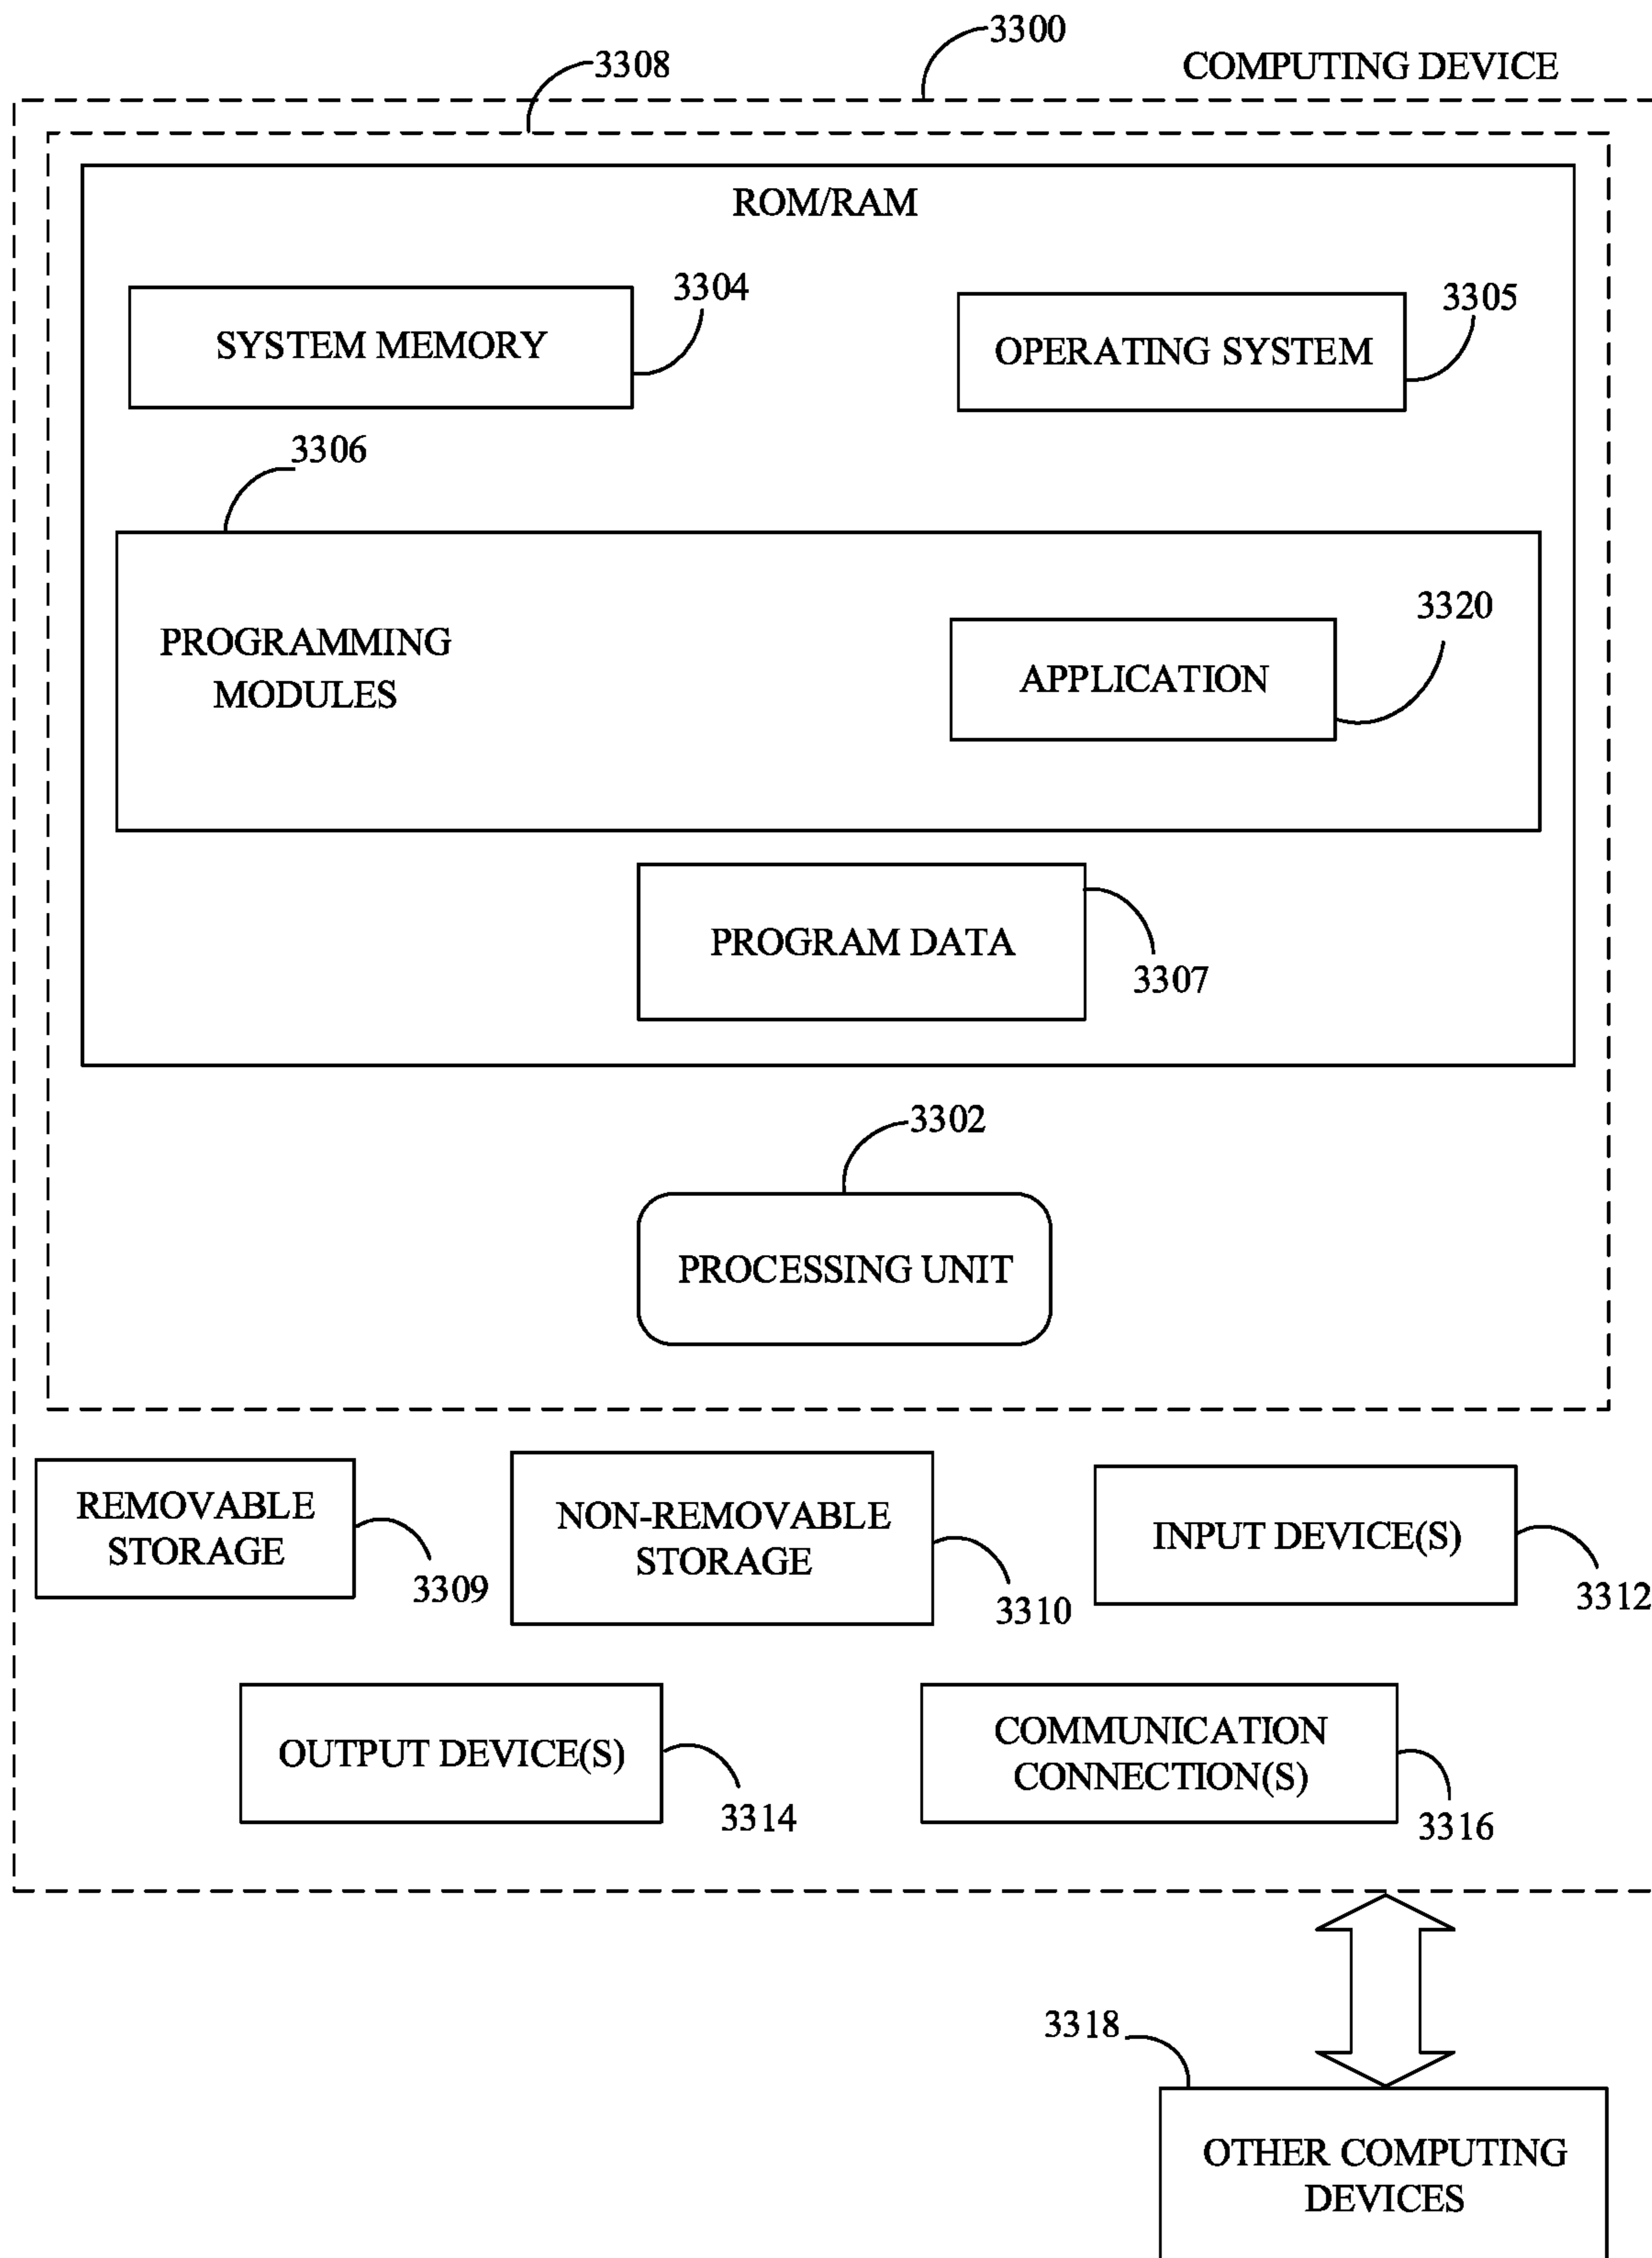 3300
3308
COMPUTING DEVICE
ROM/RAM
3304
3305
SYSTEM MEMORY
OPERATING SYSTEM
3306
3320
PROGRAMMING
MODULES
APPLICATION
PROGRAM DATA
3307
3302
PROCESSING UNIT
REMOVABLE
STORAGE
3309
NON-REMOVABLE
STORAGE
3310
INPUT DEVICE(S)
3312
OUTPUT DEVICE(S)
3314
COMMUNICATION
CONNECTION(S)
3316
3318
OTHER COMPUTING
DEVICES